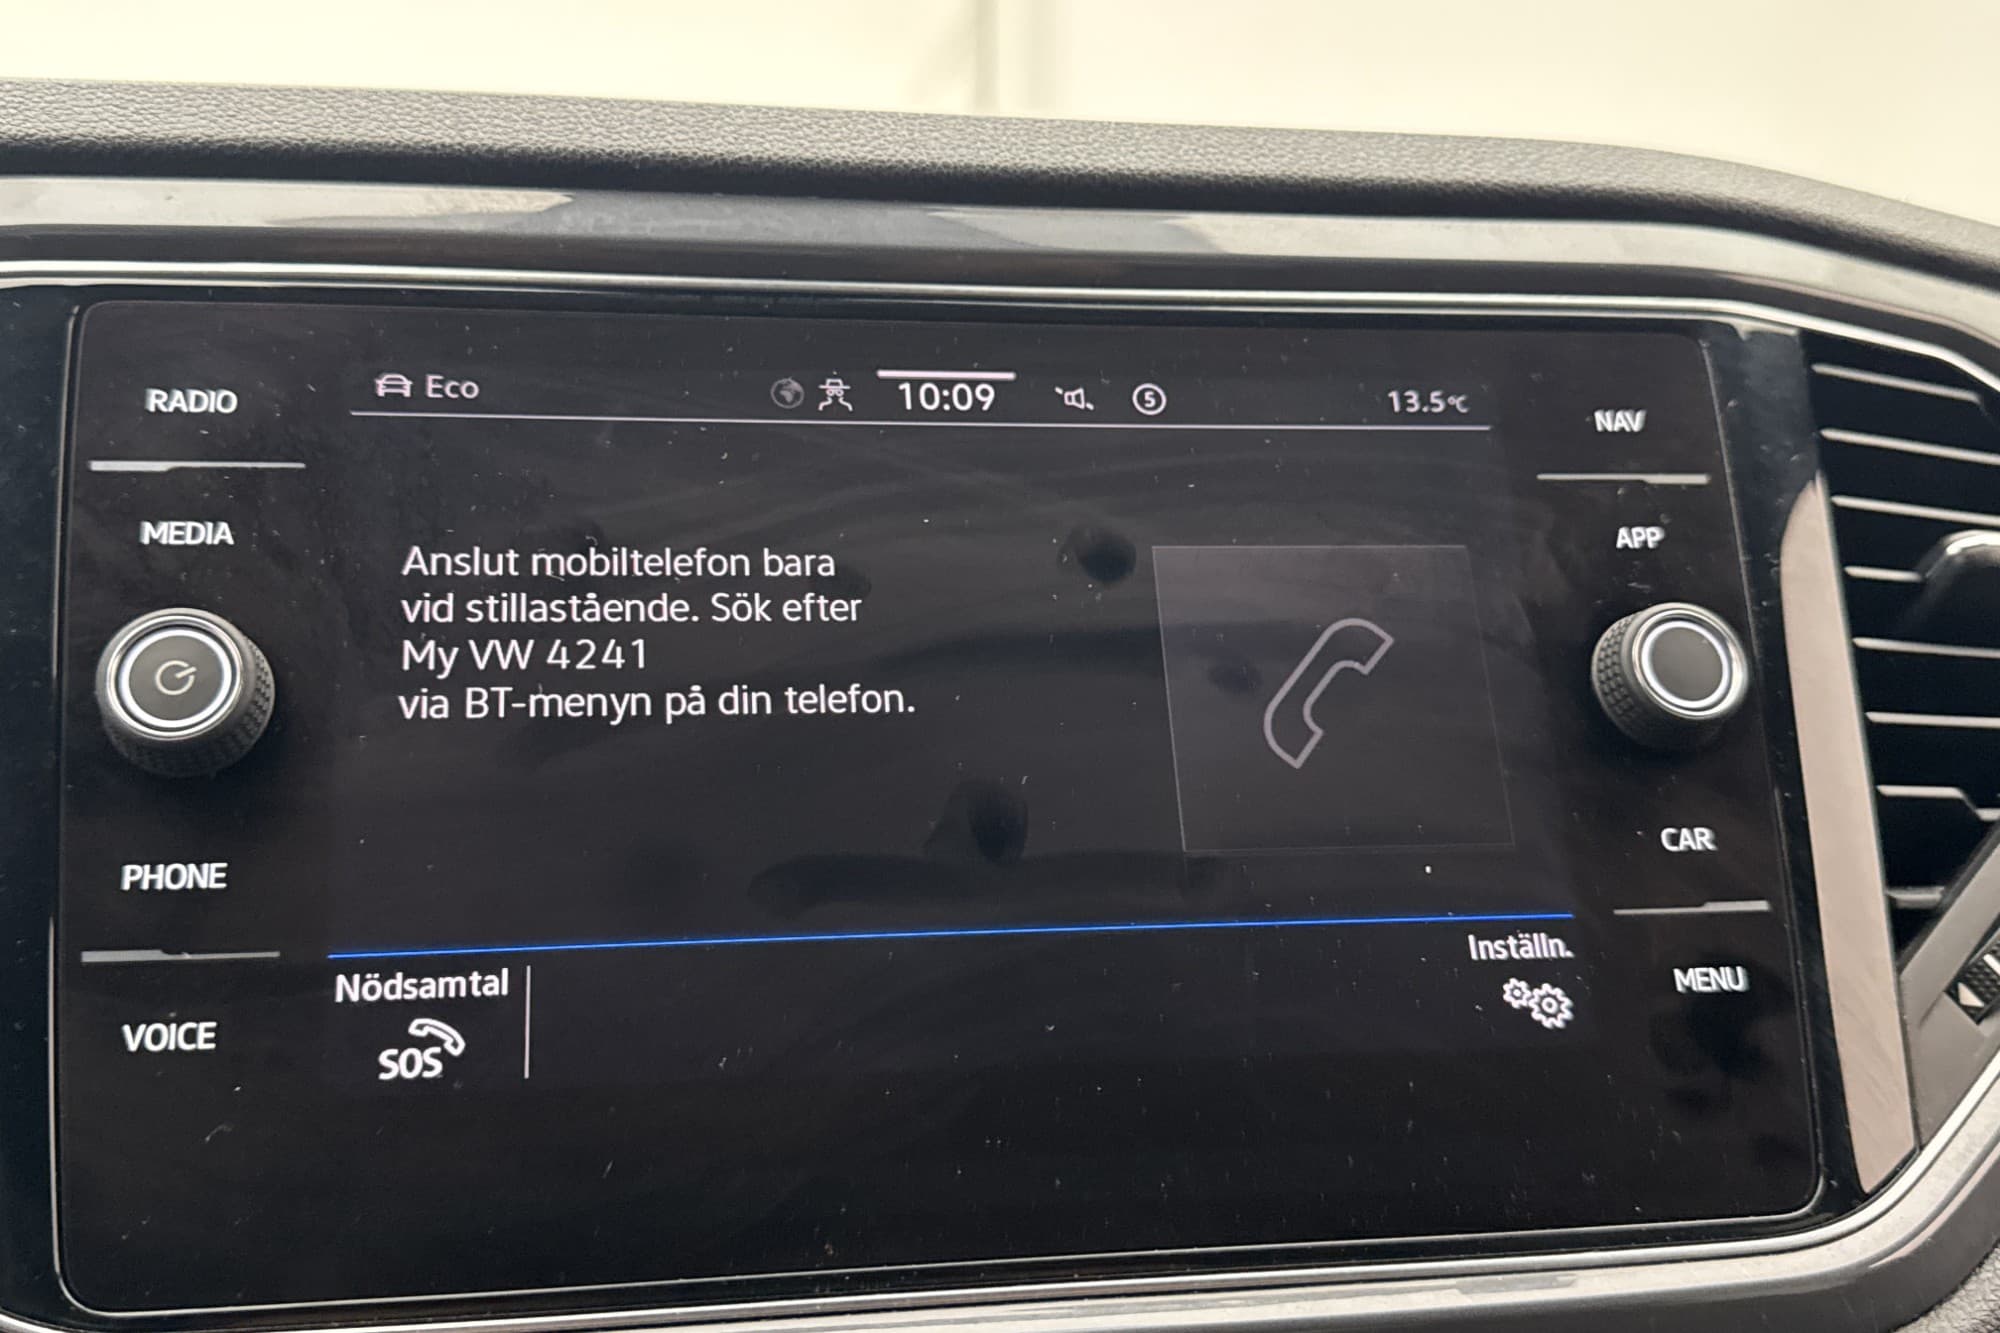 RADIO
MEDIA
PHONE
VOICE
Eco
10:09
5
13.5°C
Anslut mobiltelefon bara
vid stillastående. Sök efter
My VW 4241
via BT-menyn på din telefon.
Nödsamtal
SOS
Inställn.
NAV
APP
CAR
MENU